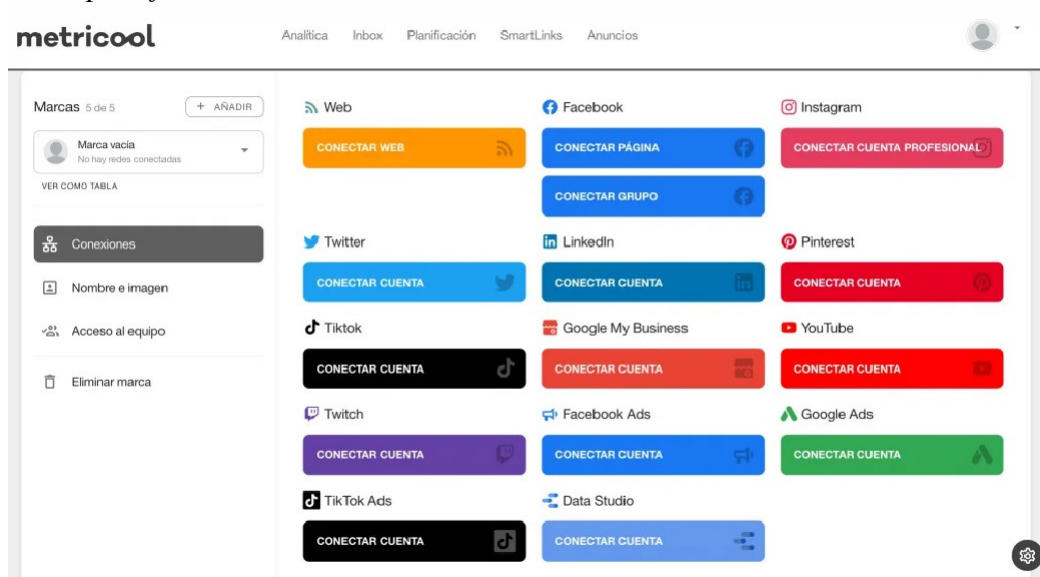 metricool
Analítica Inbox Planificación SmartLinks Anuncios
Marcas 5 de 5 + AÑADIR
Marca vacía
No hay redes conectadas
VER COMO TABLA
Conexiones
Nombre e imagen
Acceso al equipo
Eliminar marca
Web
CONECTAR WEB
Facebook
CONECTAR PÁGINA
CONECTAR GRUPO
Instagram
CONECTAR CUENTA PROFESIONAL
Twitter
CONECTAR CUENTA
LinkedIn
CONECTAR CUENTA
Pinterest
CONECTAR CUENTA
Tiktok
CONECTAR CUENTA
Google My Business
CONECTAR CUENTA
YouTube
CONECTAR CUENTA
Twitch
CONECTAR CUENTA
Facebook Ads
CONECTAR CUENTA
Google Ads
CONECTAR CUENTA
TikTok Ads
CONECTAR CUENTA
Data Studio
CONECTAR CUENTA